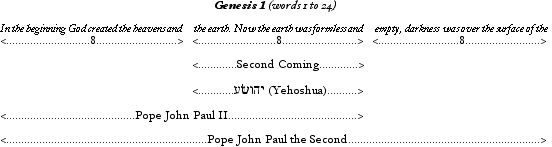 Genesis 1 (words 1 to 24)
In the beginning God created the heavens and the earth. Now the earth was formless and empty, darkness was over the surface of the
<......................8......................> <......................8......................> <......................8......................>
<............Second Coming.............>
<............יהושע (Yehoshua)..........>
<.................................Pope John Paul II.................................>
<....................................................Pope John Paul the Second....................................................>